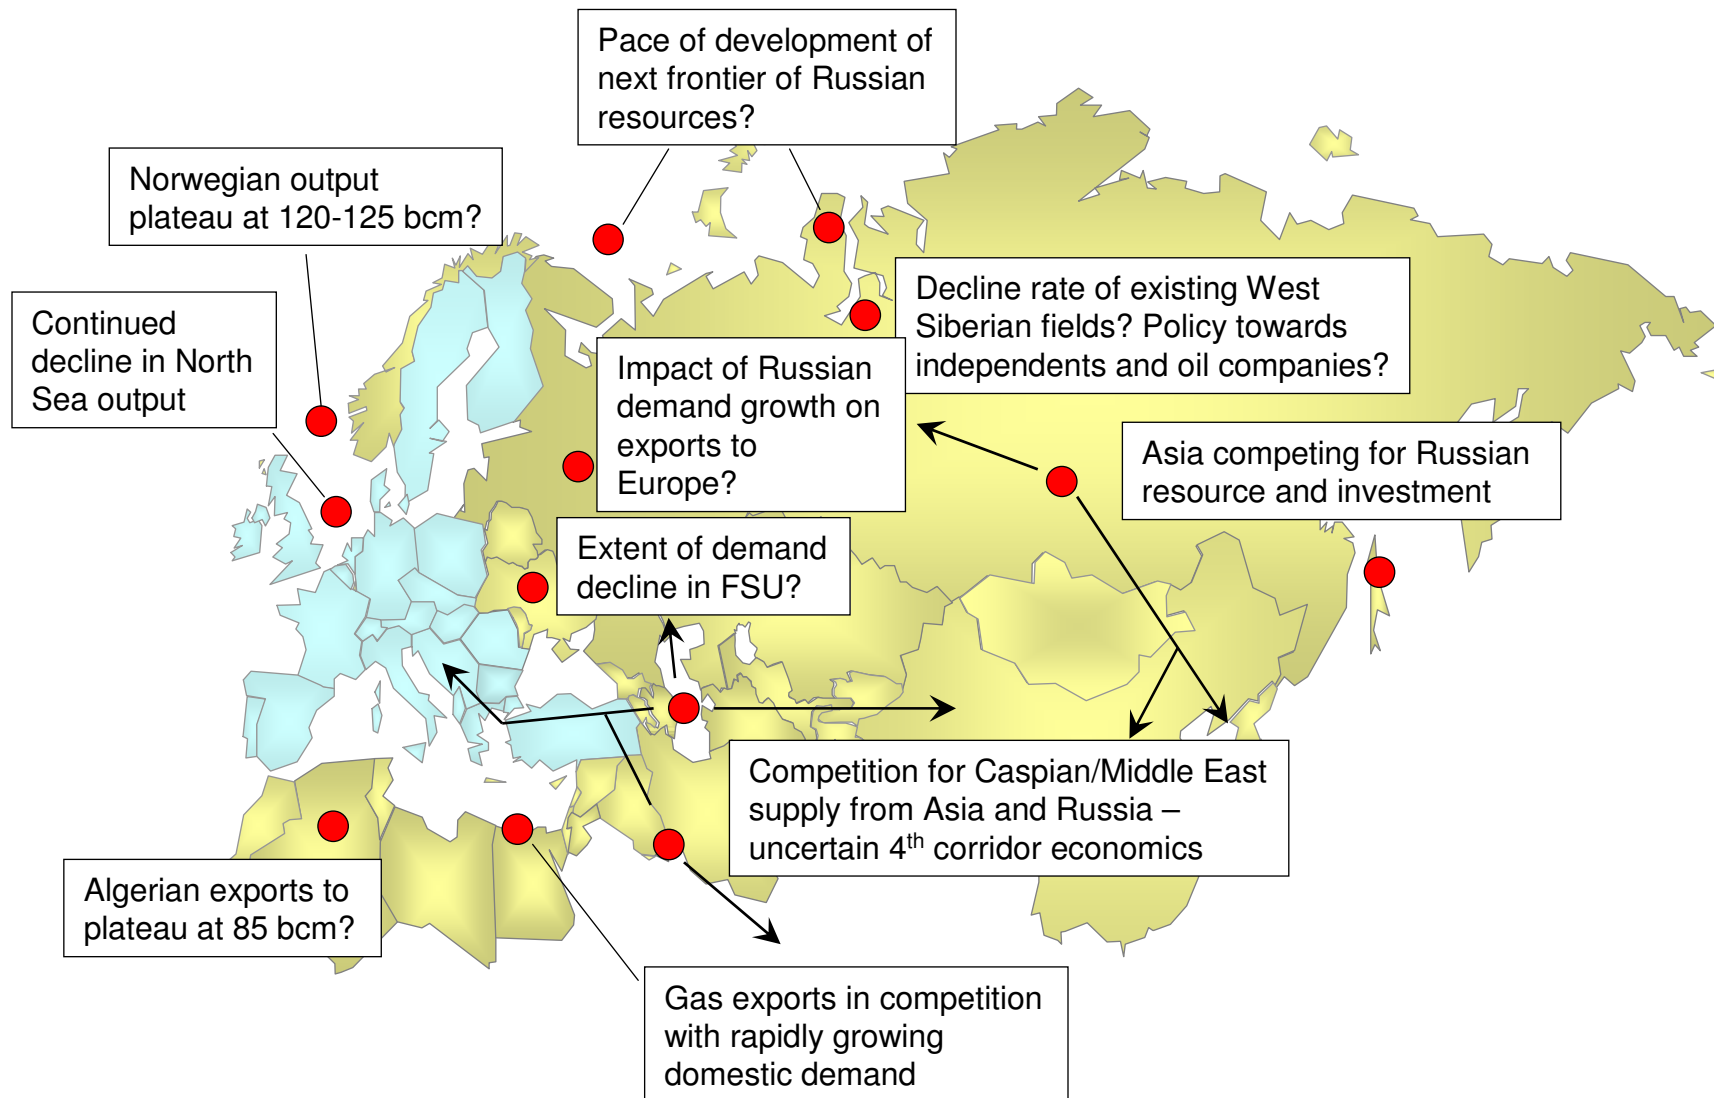 Pace of development of
next frontier of Russian
resources?
Norwegian output
plateau at 120-125 bcm?
Continued
decline in North
Sea output
Decline rate of existing West
Siberian fields? Policy towards
independents and oil companies?
Impact of Russian
demand growth on
exports to
Europe?
Asia competing for Russian
resource and investment
Extent of demand
decline in FSU?
Competition for Caspian/Middle East
supply from Asia and Russia –
uncertain 4th corridor economics
Algerian exports to
plateau at 85 bcm?
Gas exports in competition
with rapidly growing
domestic demand